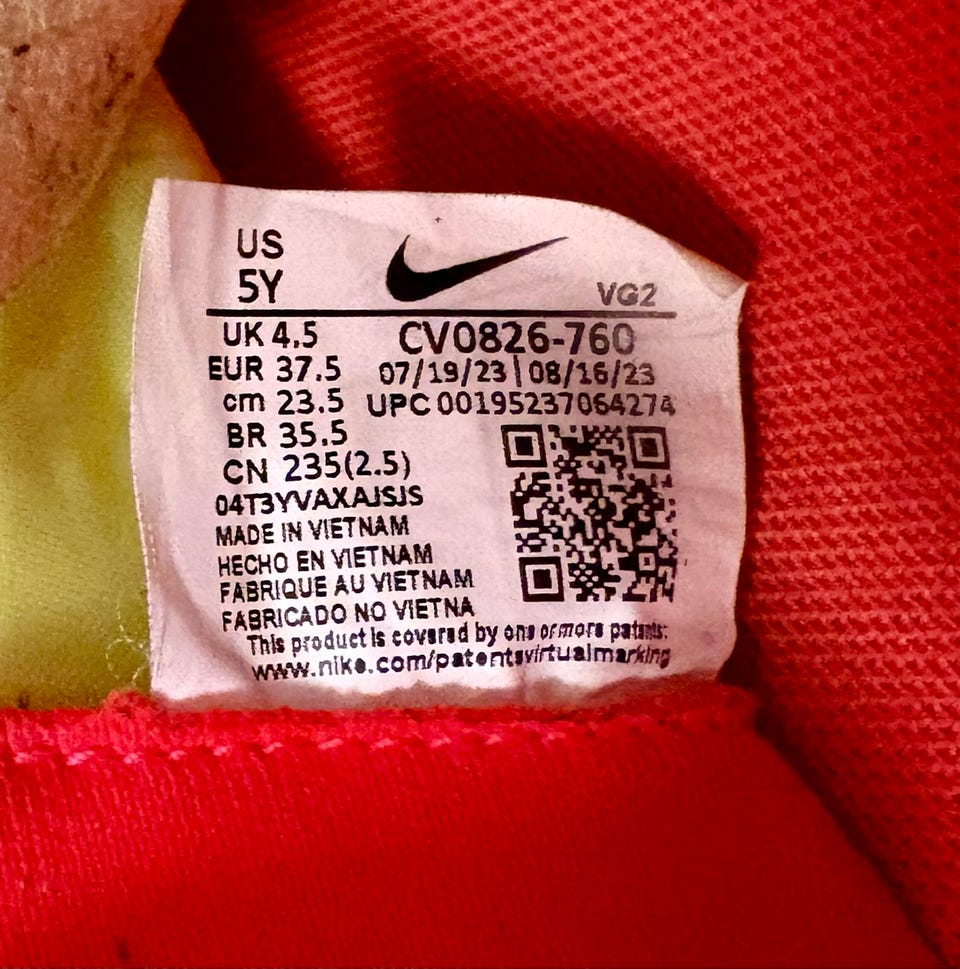 US
5Y
VG2
UK 4.5
CV0826-760
EUR 37.5
07/19/23 | 08/16/23
cm 23.5
UPC 00195237064274
BR 35.5
CN 235(2.5)
04T3YVAXAJSJS
MADE IN VIETNAM
HECHO EN VIETNAM
FABRIQUE AU VIETNAM
FABRICADO NO VIETNA
This product is covered by one or more patents:
www.nike.com/patentsvirtualmarking